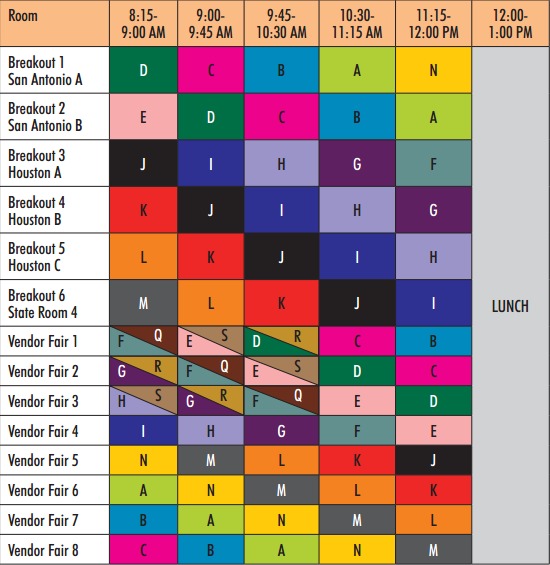 Room 8:15- 9:00- 9:45- 10:30- 11:15- 12:00-
9:00 AM 9:45 AM 10:30 AM 11:15 AM 12:00 PM 1:00 PM
Breakout 1
San Antonio A D C B A N
Breakout 2
San Antonio B E D C B A
Breakout 3
Houston A J I H G F
Breakout 4
Houston B K J I H G
Breakout 5
Houston C L K J I H
Breakout 6
State Room 4 M L K J I
LUNCH
Vendor Fair 1 F Q E S D R C B
Vendor Fair 2 G R F Q E S D C
Vendor Fair 3 H S G R F Q E D
Vendor Fair 4 I H G F E
Vendor Fair 5 N M L K J
Vendor Fair 6 A N M L K
Vendor Fair 7 B A N M L
Vendor Fair 8 C B A N M